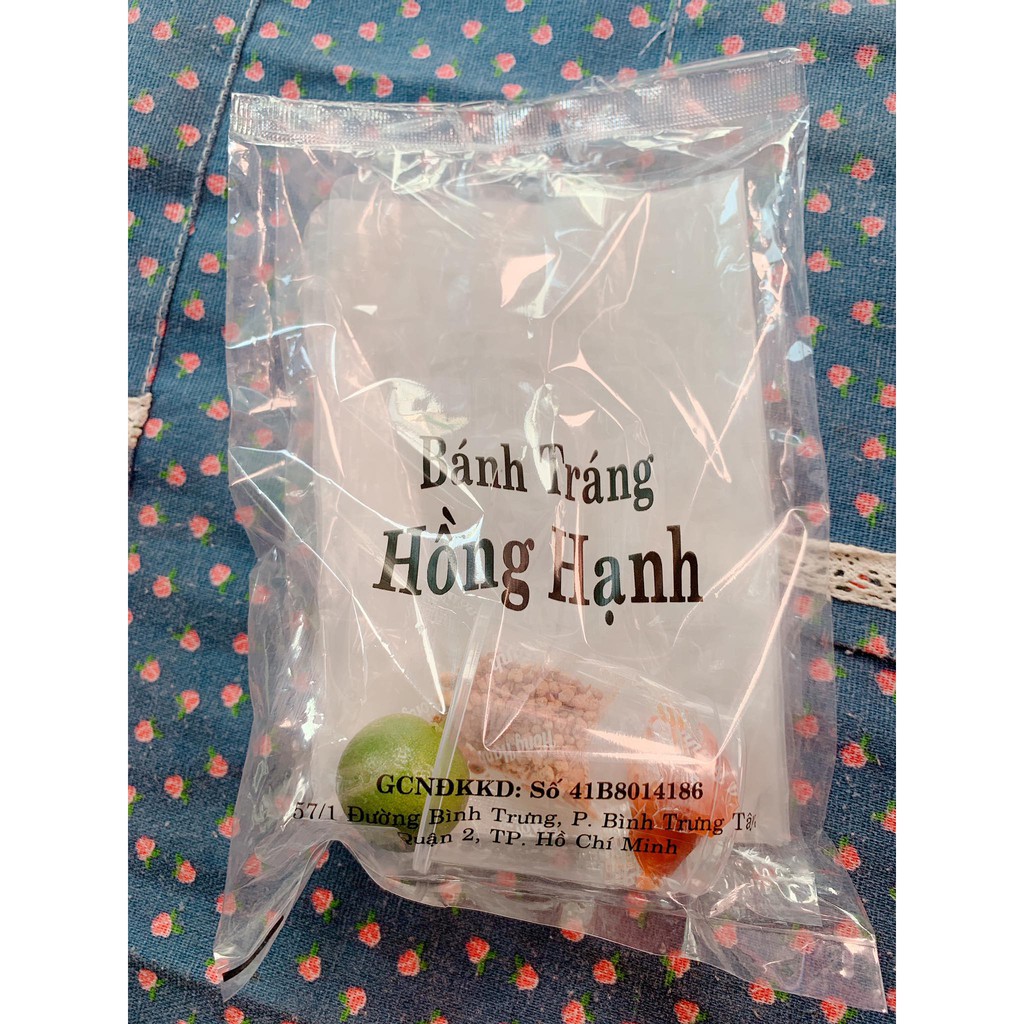 Bánh Tráng
Hồng Hạnh
GCNĐKKD: Số 41B8014186
57/1 Đường Bình Trưng, P. Bình Trưng Tây
Quận 2, TP. Hồ Chí Minh